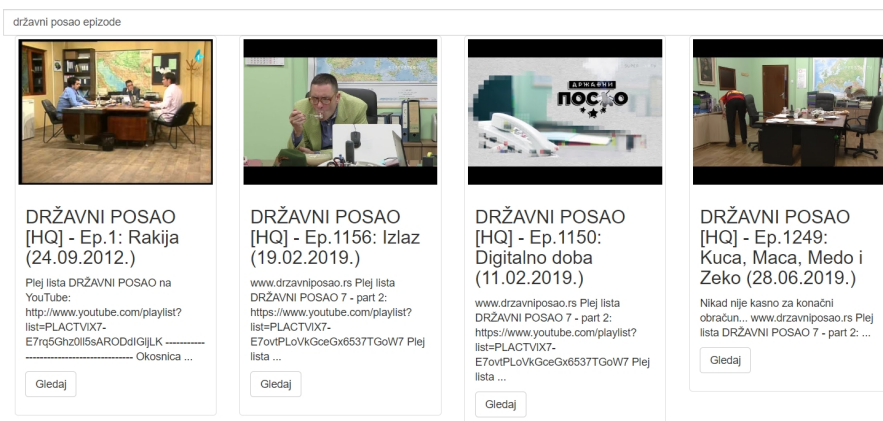 državni posao epizode
DRŽAVNI POSAO
[HQ] - Ep.1: Rakija
(24.09.2012.)
Plej lista DRŽAVNI POSAO na
YouTube:
http://www.youtube.com/playlist?
list=PLACTVlX7-
E7rq5Ghz0lI5sARODdIGIjLK -----------
------------------------------- Okosnica ...
Gledaj
DRŽAVNI POSAO
[HQ] - Ep.1156: Izlaz
(19.02.2019.)
www.drzavniposao.rs Plej lista
DRŽAVNI POSAO 7 - part 2:
https://www.youtube.com/playlist?
list=PLACTVlX7-
E7ovtPLoVkGceGx6537TGoW7 Plej
lista ...
Gledaj
ДРЖАВНИ
ПОСАО
DRŽAVNI POSAO
[HQ] - Ep.1150:
Digitalno doba
(11.02.2019.)
www.drzavniposao.rs Plej lista
DRŽAVNI POSAO 7 - part 2:
https://www.youtube.com/playlist?
list=PLACTVlX7-
E7ovtPLoVkGceGx6537TGoW7 Plej
lista ...
Gledaj
DRŽAVNI POSAO
[HQ] - Ep.1249:
Kuca, Maca, Medo i
Zeko (28.06.2019.)
Nikad nije kasno za konačni
obračun... www.drzavniposao.rs Plej
lista DRŽAVNI POSAO 7 - part 2: ...
Gledaj